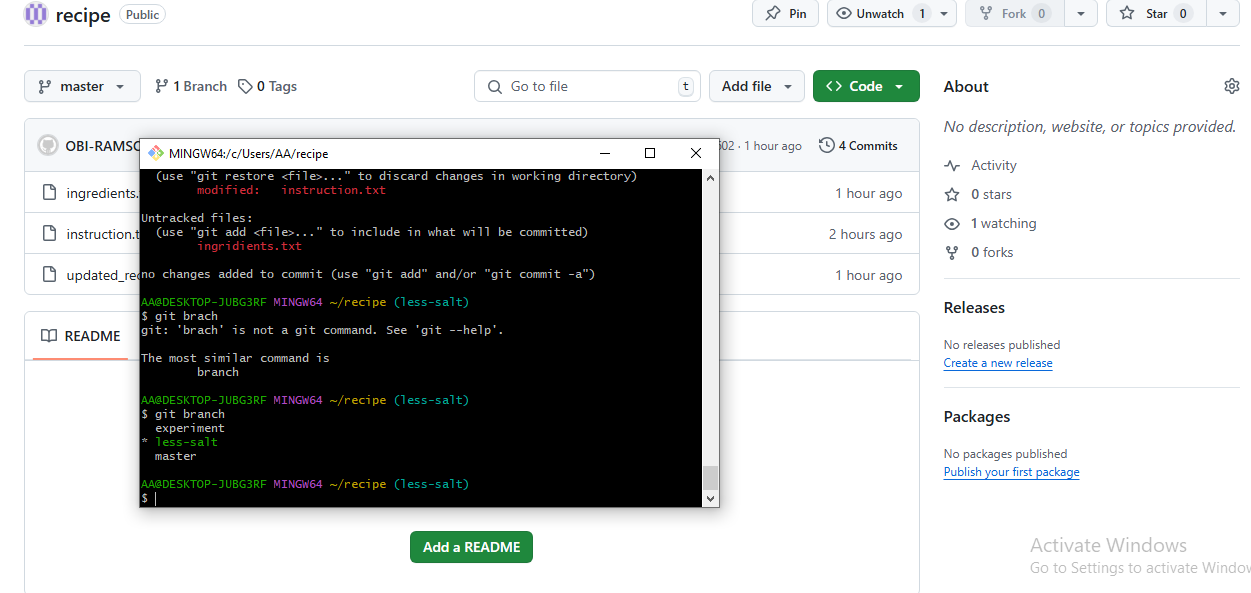 recipe Public
Pin Unwatch 1 Fork 0 Star 0
master 1 Branch 0 Tags Go to file t Add file <> Code
About
No description, website, or topics provided.
OBI-RAMSO
602 · 1 hour ago 4 Commits
MINGW64:/c/Users/AA/recipe
Activity
ingredients. 1 hour ago
0 stars
1 watching
instruction.t 2 hours ago
0 forks
updated_rec 1 hour ago
(use "git restore <file>..." to discard changes in working directory)
modified: instruction.txt
Untracked files:
(use "git add <file>..." to include in what will be committed)
ingridients.txt
no changes added to commit (use "git add" and/or "git commit -a")
AA@DESKTOP-JUBG3RF MINGW64 ~/recipe (less-salt)
$ git brach
git: 'brach' is not a git command. See 'git --help'.
The most similar command is
branch
AA@DESKTOP-JUBG3RF MINGW64 ~/recipe (less-salt)
$ git branch
experiment
* less-salt
master
AA@DESKTOP-JUBG3RF MINGW64 ~/recipe (less-salt)
$
README
Add a README
Releases
No releases published
Create a new release
Packages
No packages published
Publish your first package
Activate Windows
Go to Settings to activate Windo